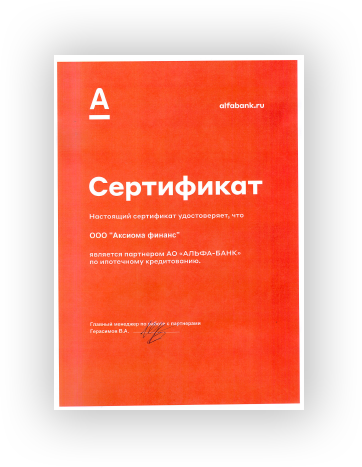 А
alfabank.ru
Сертификат
Настоящий сертификат удостоверяет, что
ООО "Аксиома финанс"
является партнером АО «АЛЬФА-БАНК»
по ипотечному кредитованию.
Главный менеджер по работе с партнерами
Герасимов В.А.